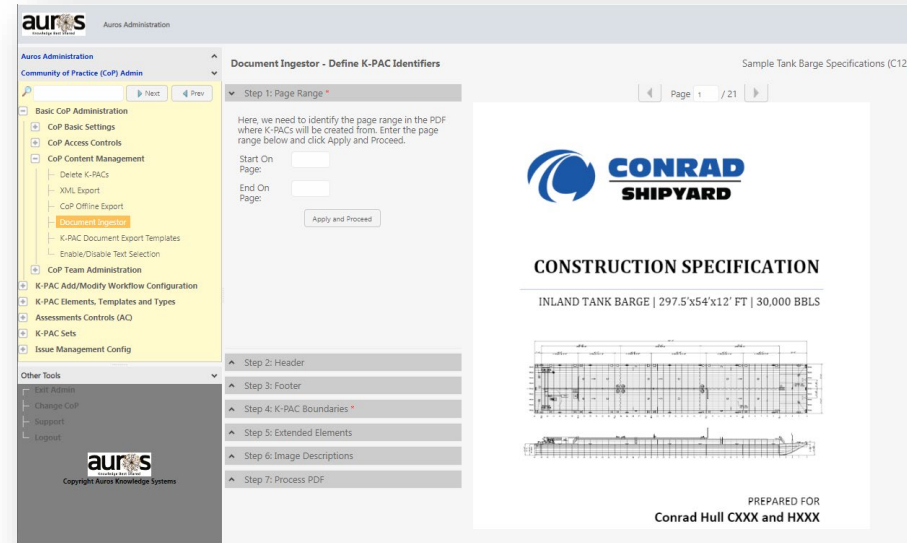 auros
Knowledge Best Shared
Auros Administration
Auros Administration
Community of Practice (CoP) Admin
Next
Prev
Basic CoP Administration
CoP Basic Settings
CoP Access Controls
CoP Content Management
Delete K-PACs
XML Export
CoP Offline Export
Document Ingestor
K-PAC Document Export Templates
Enable/Disable Text Selection
CoP Team Administration
K-PAC Add/Modify Workflow Configuration
K-PAC Elements, Templates and Types
Assessments Controls (AC)
K-PAC Sets
Issue Management Config
Other Tools
Exit Admin
Change CoP
Support
Logout
auros
Knowledge Best Shared
Copyright Auros Knowledge Systems
Document Ingestor - Define K-PAC Identifiers
Sample Tank Barge Specifications (C12
Step 1: Page Range *
Here, we need to identify the page range in the PDF
where K-PACs will be created from. Enter the page
range below and click Apply and Proceed.
Start On
Page:
End On
Page:
Apply and Proceed
Step 2: Header
Step 3: Footer
Step 4: K-PAC Boundaries *
Step 5: Extended Elements
Step 6: Image Descriptions
Step 7: Process PDF
Page 1 / 21
CONRAD
SHIPYARD
CONSTRUCTION SPECIFICATION
INLAND TANK BARGE | 297.5'x54'x12' FT | 30,000 BBLS
PREPARED FOR
Conrad Hull CXXX and HXXX